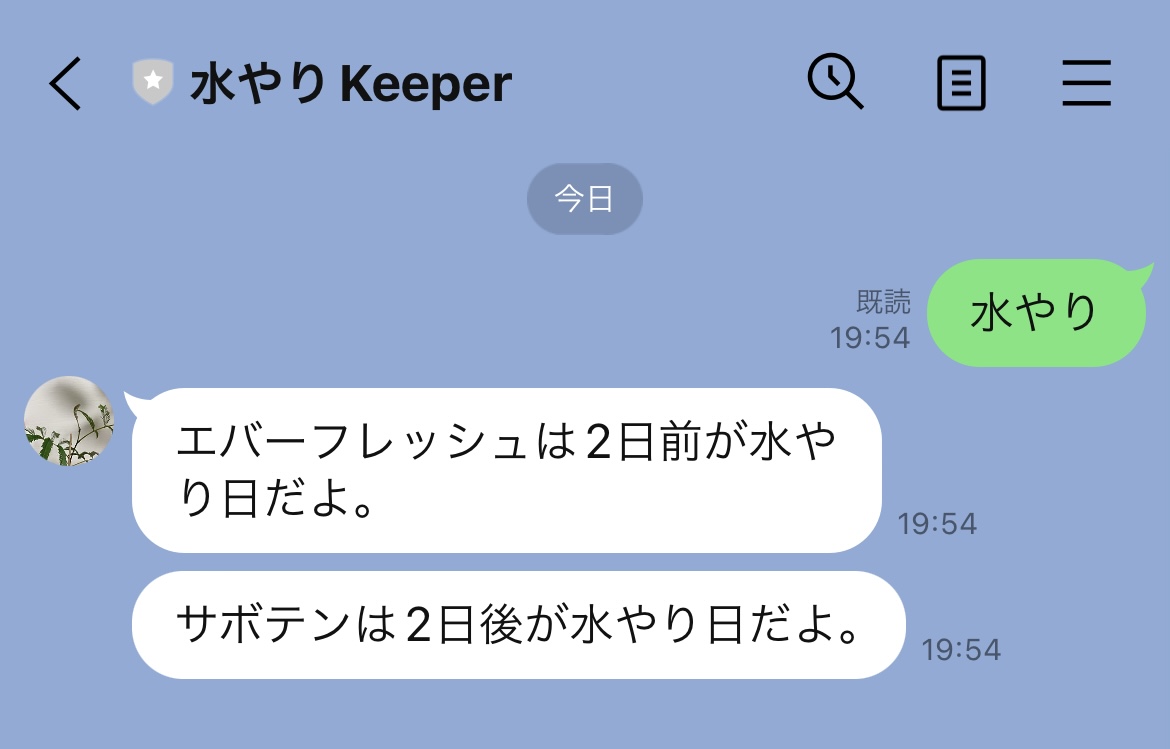 水やり Keeper
今日
既読
19:54
水やり
エバーフレッシュは2日前が水や
り日だよ。
19:54
サボテンは2日後が水やり日だよ。
19:54